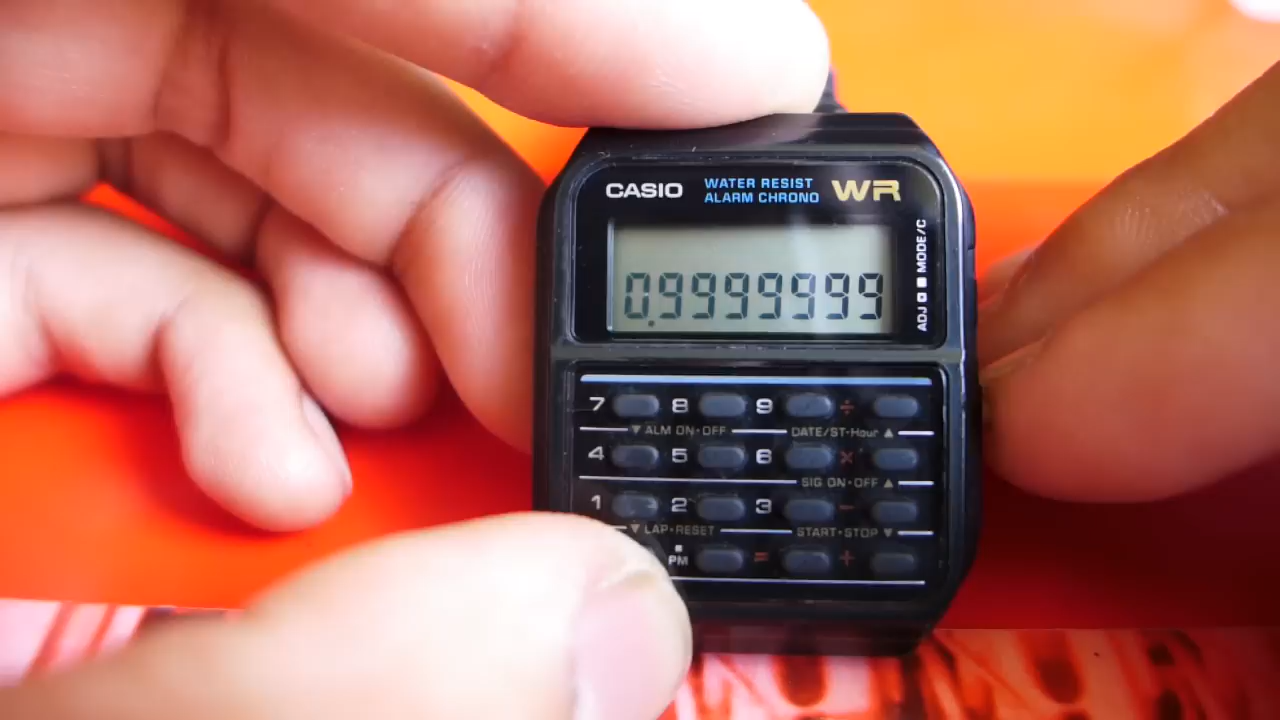 CASIO WATER RESIST WR
ALARM CHRONO
0.9999999
ADJ MODE/C
7 8 9 ÷
▼ ALM ON•OFF DATE/ST-Hour ▲
4 5 6 ×
SIG ON•OFF ▲
1 2 3 −
▼ LAP•RESET START•STOP ▼
PM = +